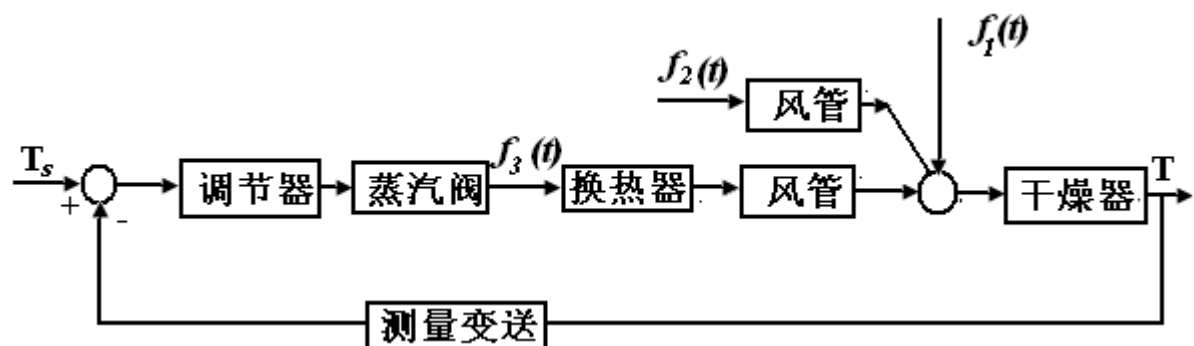 f₁(t)
f₂(t)
风管
Tₛ
+
-
调节器
蒸汽阀
f₃(t)
换热器
风管
干燥器
T
测量变送